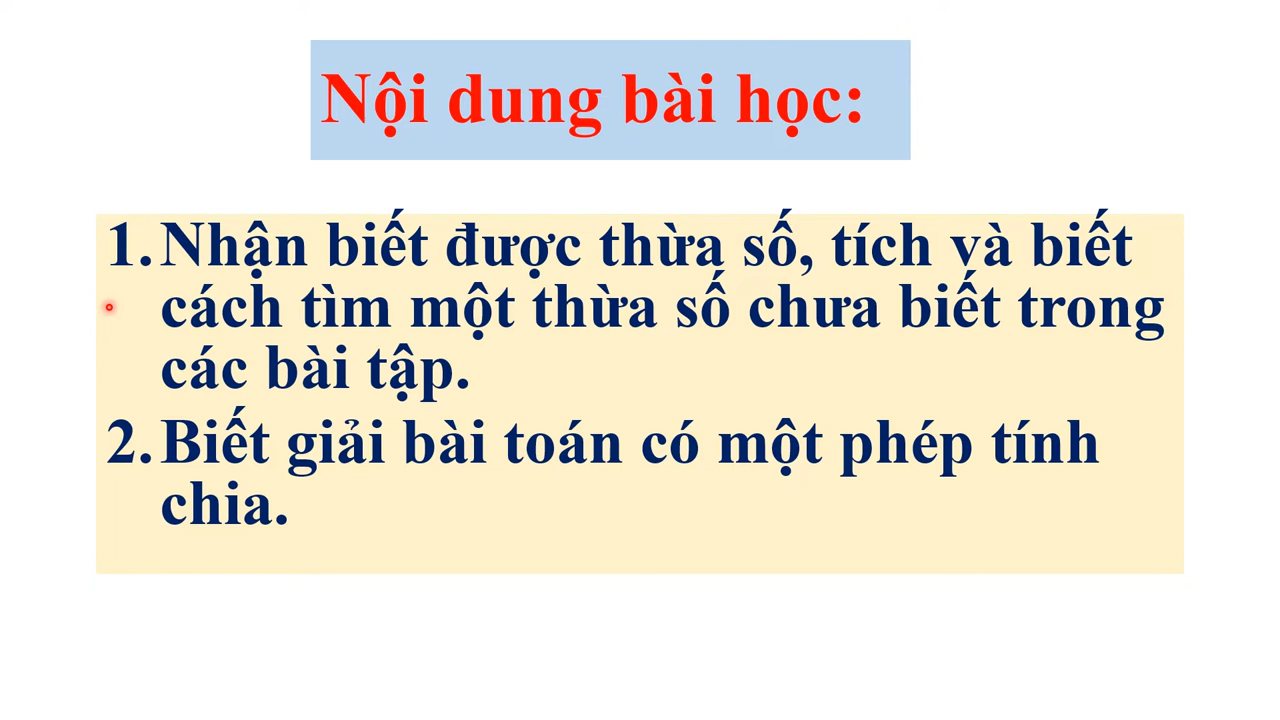 Nội dung bài học:
1. Nhận biết được thừa số, tích và biết
cách tìm một thừa số chưa biết trong
các bài tập.
2. Biết giải bài toán có một phép tính
chia.